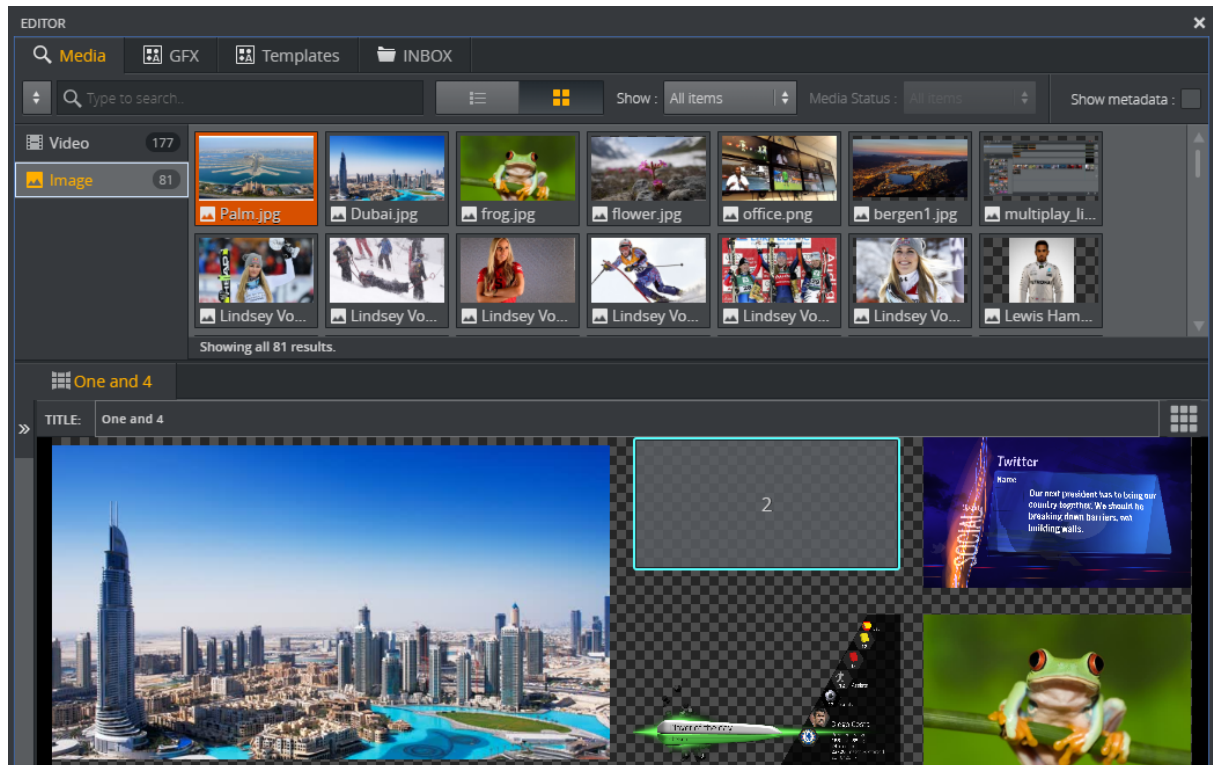 EDITOR
Media GFX Templates INBOX
Type to search.. Show : All items Media Status : All items Show metadata :
Video 177
Image 81
Palm.jpg Dubai.jpg frog.jpg flower.jpg office.png bergen1.jpg multiplay_li...
Lindsey Vo... Lindsey Vo... Lindsey Vo... Lindsey Vo... Lindsey Vo... Lindsey Vo... Lewis Ham...
Showing all 81 results.
One and 4
TITLE: One and 4
2
Twitter
Name
Our next president has to bring our
country together. We should be
breaking down barriers, not
building walls.
SOCIAL
Diego Costa